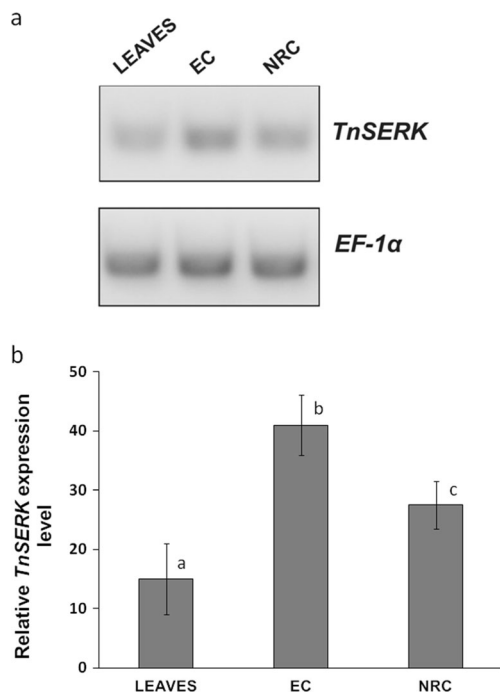 a
LEAVES
EC
NRC
TnSERK
EF-1α
b
Relative TnSERK expression
level
50
40
30
20
10
0
a
b
c
LEAVES
EC
NRC